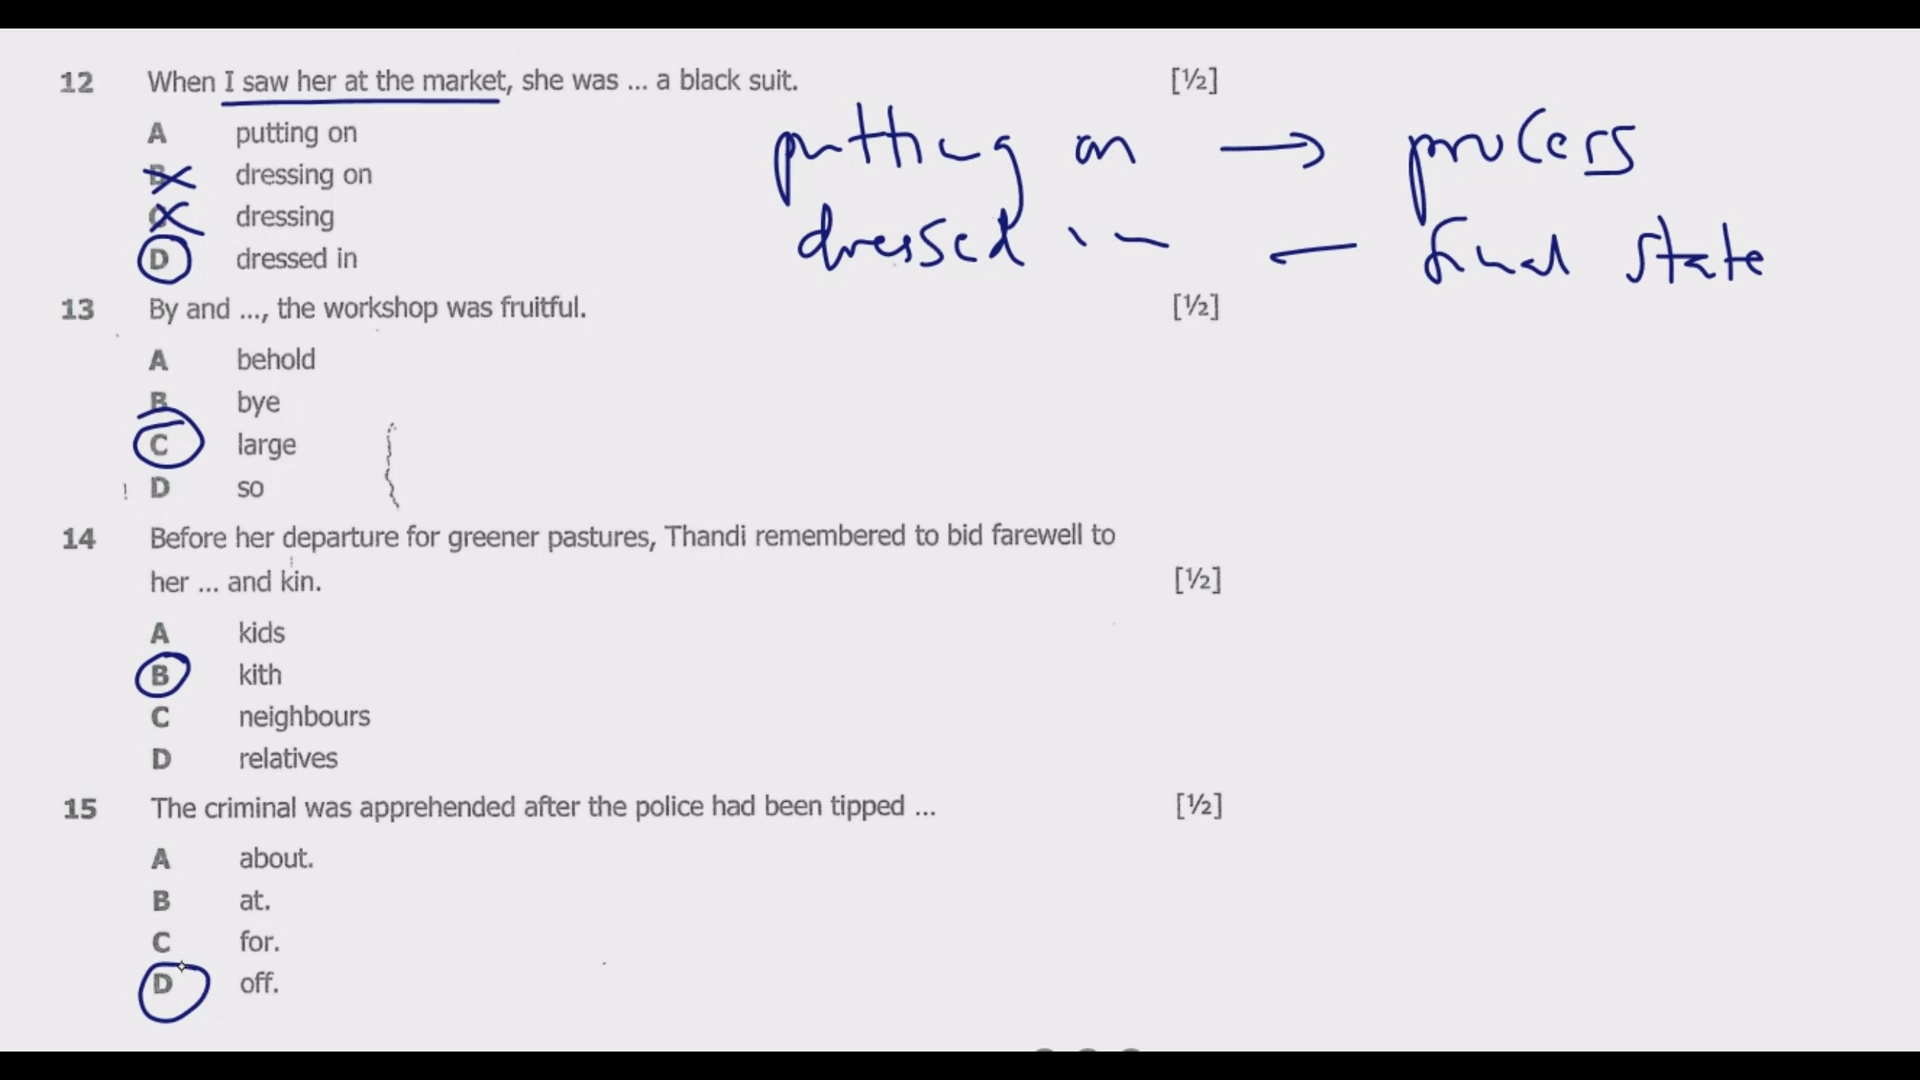 12 When I saw her at the market, she was ... a black suit. [½]
A putting on
B dressing on
C dressing
D dressed in
putting on → process
dressed in – final state
13 By and ..., the workshop was fruitful. [½]
A behold
B bye
C large
D so
14 Before her departure for greener pastures, Thandi remembered to bid farewell to
her ... and kin. [½]
A kids
B kith
C neighbours
D relatives
15 The criminal was apprehended after the police had been tipped ... [½]
A about.
B at.
C for.
D off.